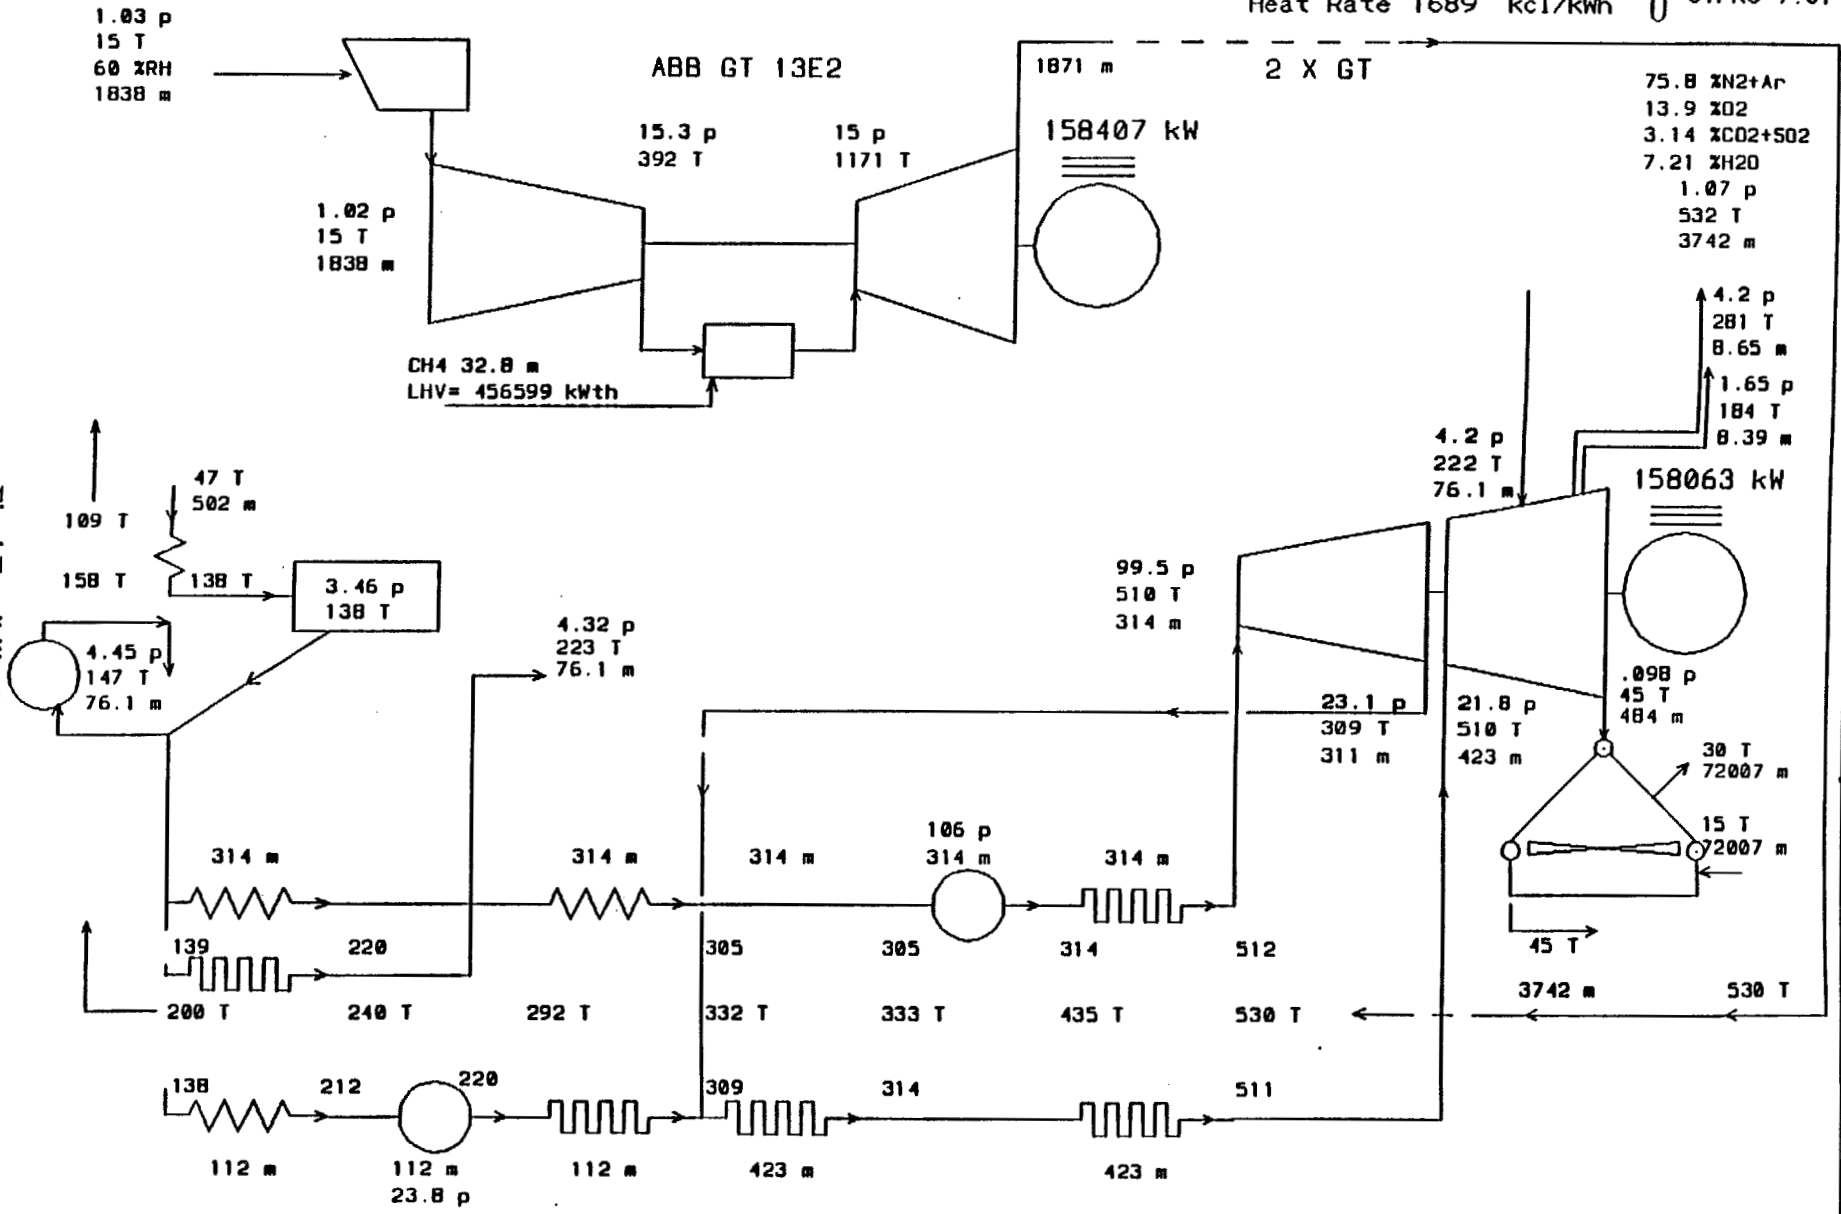 Heat Rate 1689 kcl/kWh
1.03 p
15 T
60 %RH
1838 m
ABB GT 13E2
1871 m
2 X GT
75.8 %N2+Ar
13.9 %O2
3.14 %CO2+SO2
7.21 %H2O
1.07 p
532 T
3742 m
15.3 p
392 T
15 p
1171 T
158407 kW
1.02 p
15 T
1838 m
CH4 32.8 m
LHV= 456599 kWth
4.2 p
281 T
8.65 m
1.65 p
184 T
8.39 m
4.2 p
222 T
76.1 m
158063 kW
47 T
502 m
109 T
158 T
138 T
3.46 p
138 T
4.45 p
147 T
76.1 m
4.32 p
223 T
76.1 m
99.5 p
510 T
314 m
23.1 p
309 T
311 m
21.8 p
510 T
423 m
.098 p
45 T
484 m
30 T
72007 m
15 T
72007 m
45 T
314 m
314 m
314 m
106 p
314 m
314 m
139
220
305
305
314
512
200 T
240 T
292 T
332 T
333 T
435 T
530 T
3742 m
530 T
138
212
220
309
314
511
112 m
112 m
23.8 p
112 m
423 m
423 m